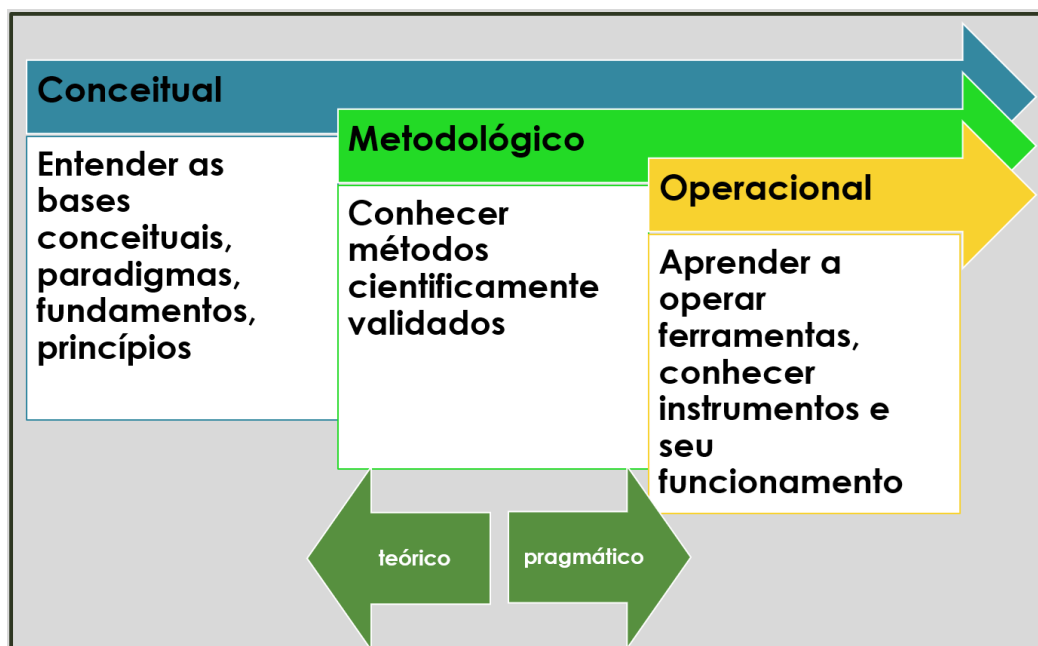 Conceitual
Entender as
bases
conceituais,
paradigmas,
fundamentos,
princípios
Metodológico
Conhecer
métodos
cientificamente
validados
Operacional
Aprender a
operar
ferramentas,
conhecer
instrumentos e
seu
funcionamento
teórico
pragmático